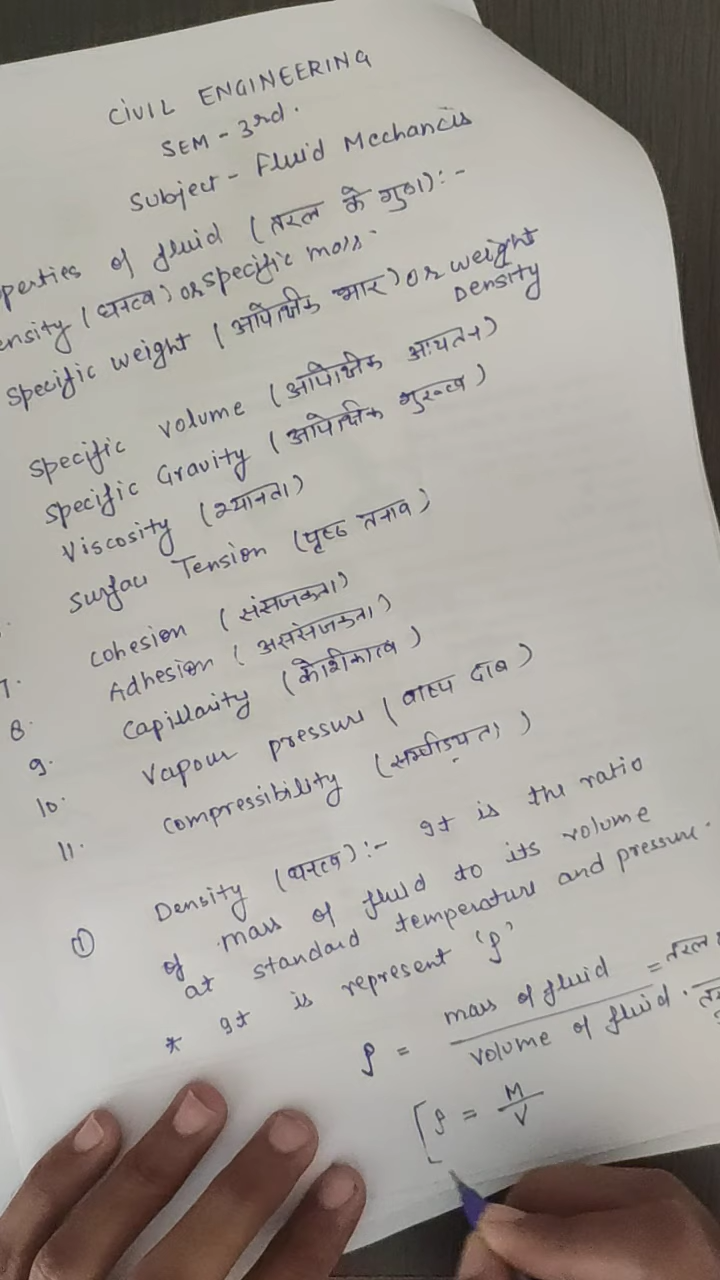 CIVIL ENGINEERING
SEM - 3rd.
Subject - Fluid Mechancis
perties of fluid (तरल के गुण) :-
ensity (घनत्व) or specific mass.
Specific weight (आपेक्षिक भार) or weight Density
Specific volume (आपेक्षिक आयतन)
Specific Gravity (आपेक्षिक गुरूत्व)
Viscosity (श्यानता)
Surface Tension (पृष्ठ तनाव)
7. Cohesion (संसजकता)
8. Adhesion (अससंजकता)
9. Capillarity (केशिकात्व)
10. Vapour pressure (वाष्प दाब)
11. Compressibility (सम्पीड्यता)
① Density (घनत्व) :- It is the ratio
of mass of fluid to its volume
at standard temperature and pressure.
* It is represent 'ρ'
ρ = mass of fluid / volume of fluid. = तरल
[ρ = M/V